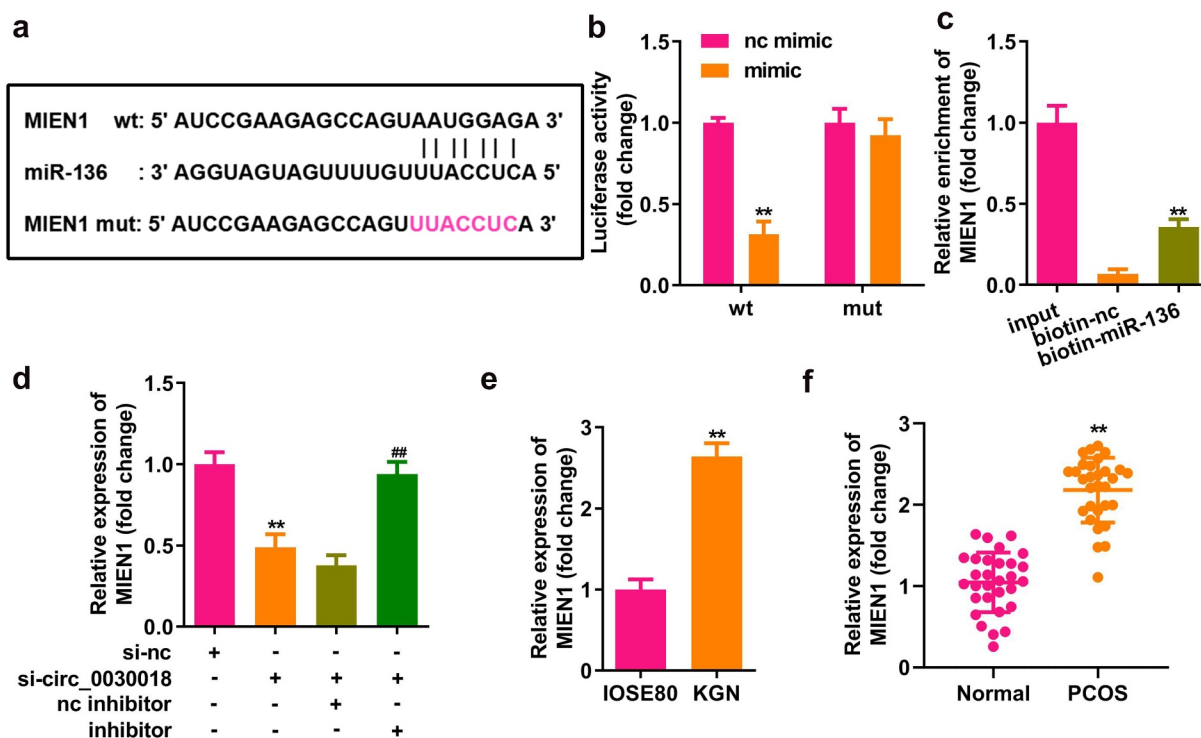 a
MIEN1 wt: 5' AUCCGAAGAGCCAGUAAUGGAGA 3'
miR-136 : 3' AGGUAGUAGUUUUGUUUACCUCA 5'
MIEN1 mut: 5' AUCCGAAGAGCCAGUUUACCUCA 3'
b
nc mimic
mimic
Luciferase activity
(fold change)
1.5
1.0
0.5
0.0
**
wt mut
c
Relative enrichment of
MIEN1 (fold change)
1.5
1.0
0.5
0.0
**
input
biotin-nc
biotin-miR-136
d
Relative expression of
MIEN1 (fold change)
1.5
1.0
0.5
0.0
**
##
si-nc + - - -
si-circ_0030018 - + + +
nc inhibitor - - + -
inhibitor - - - +
e
Relative expression of
MIEN1 (fold change)
3
2
1
0
**
IOSE80 KGN
f
Relative expression of
MIEN1 (fold change)
3
2
1
0
**
Normal PCOS